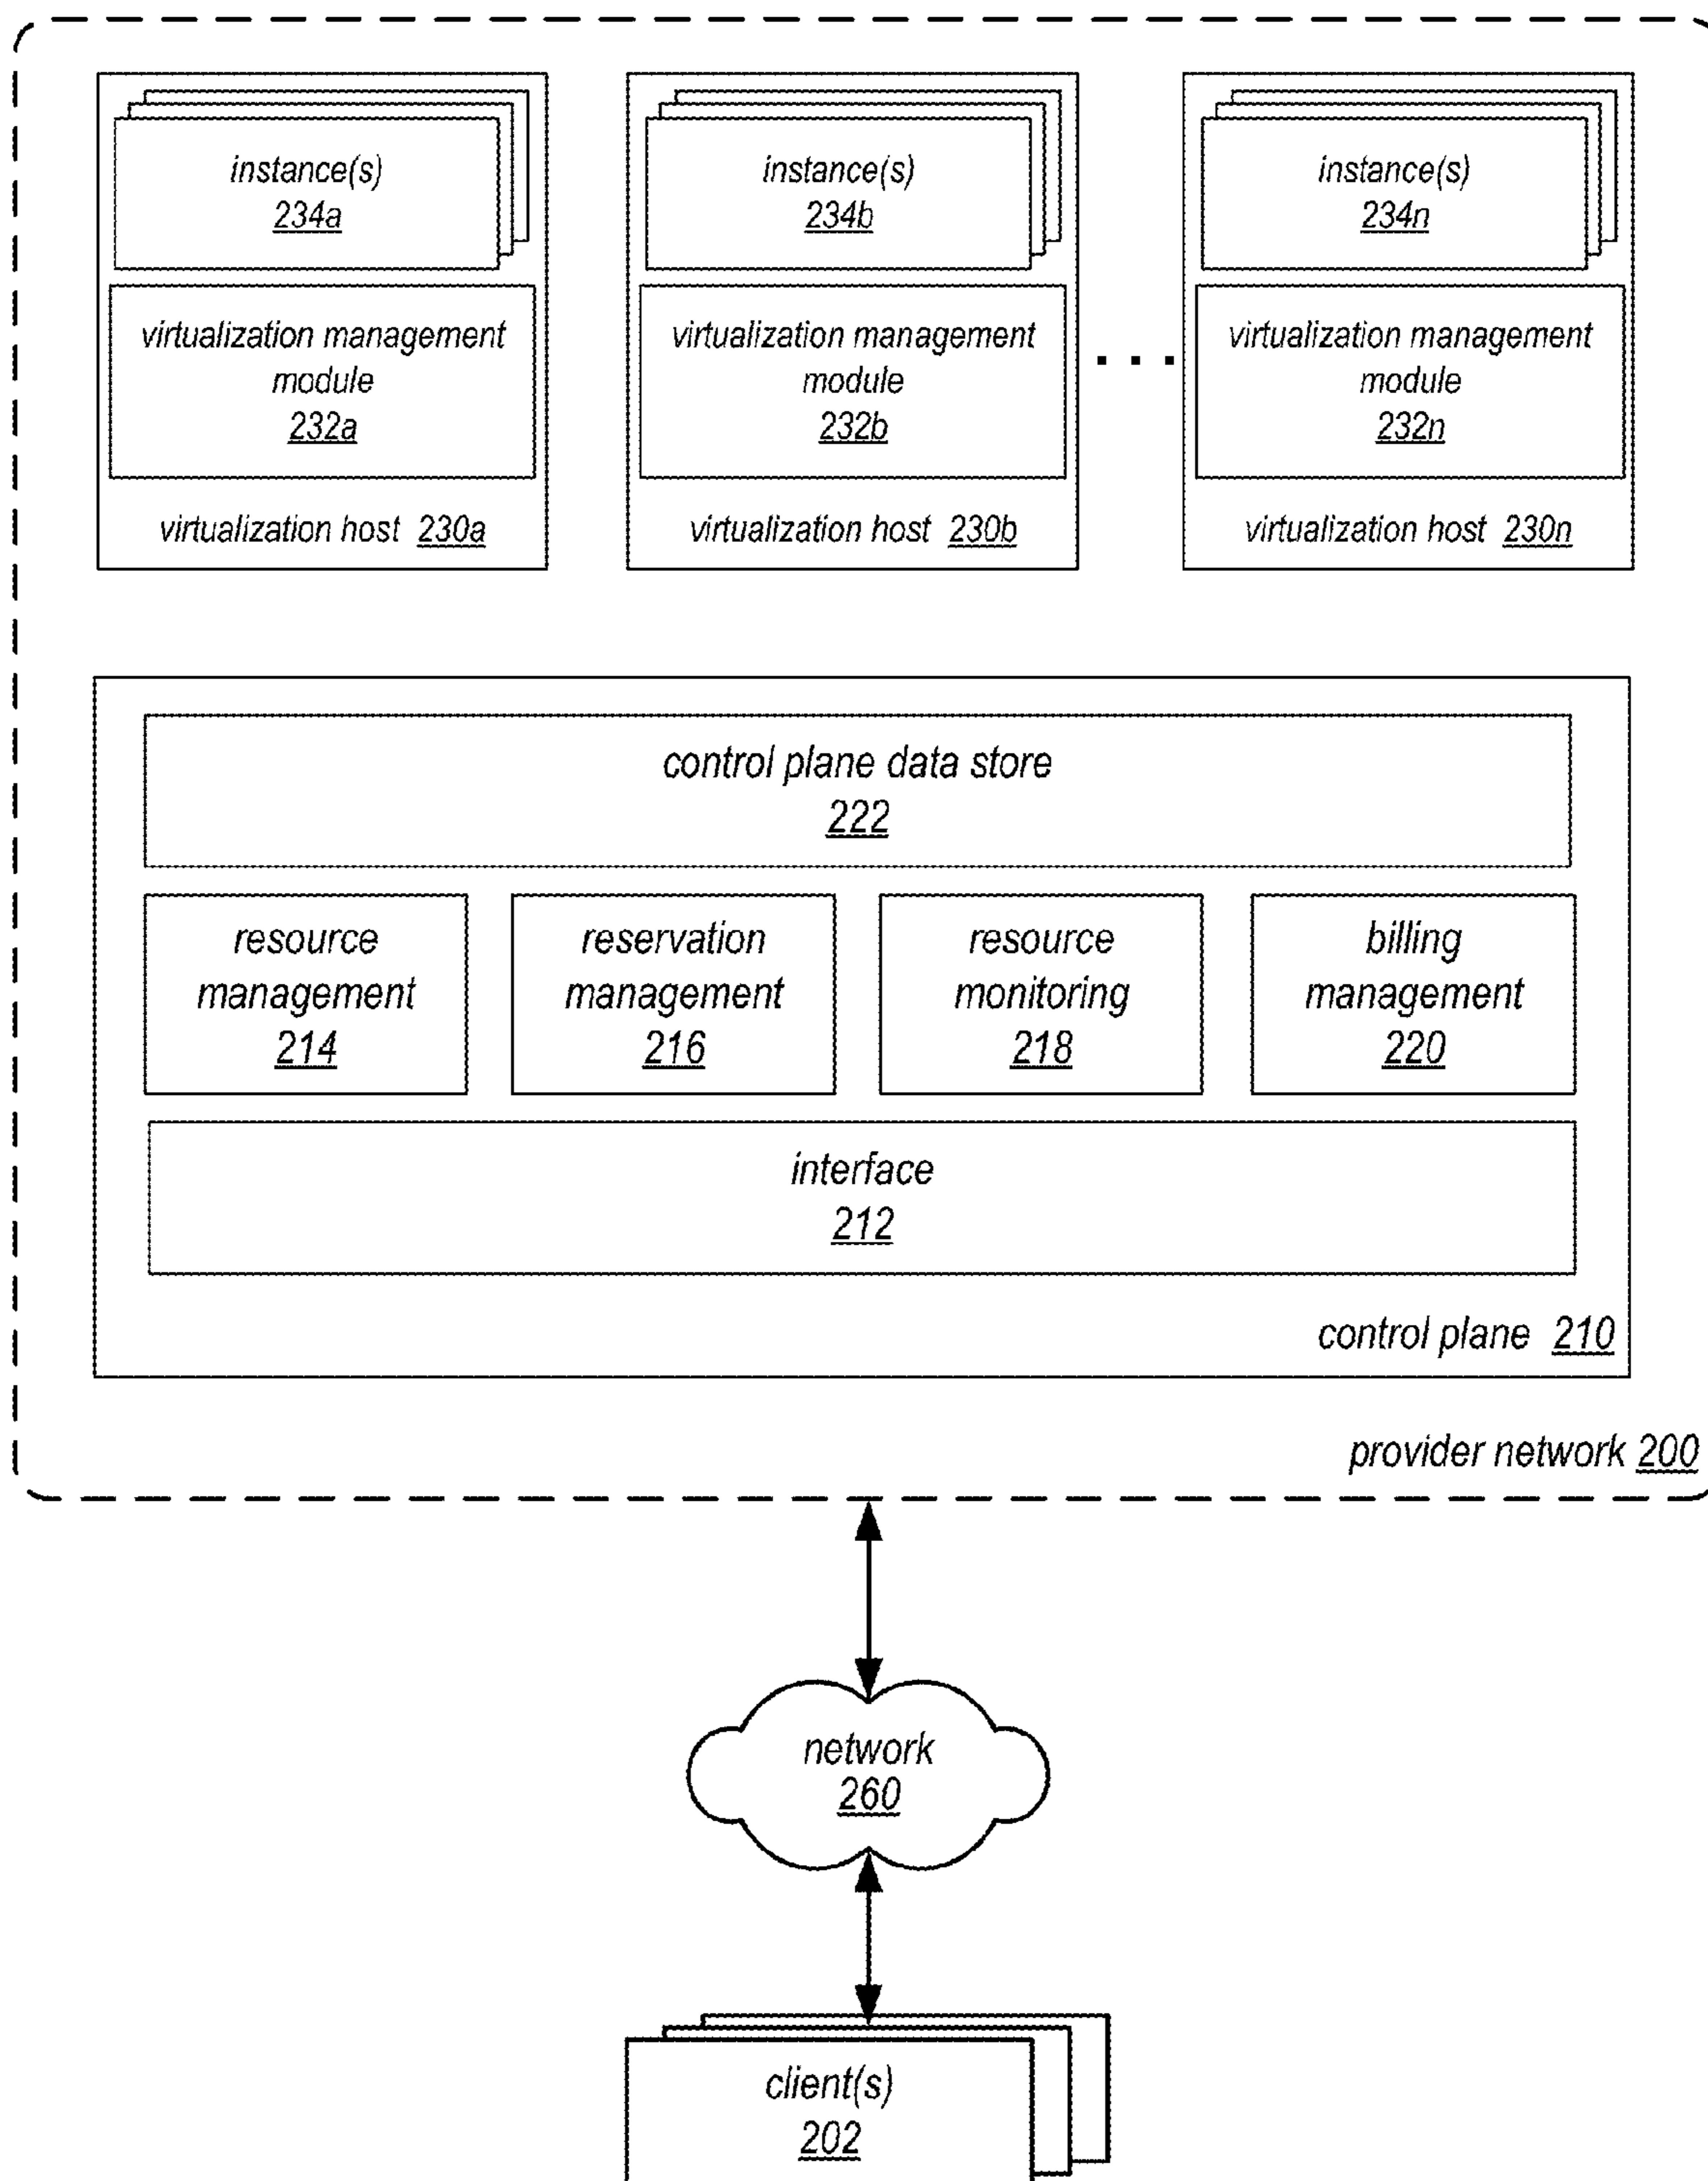 instance(s)
234a
instance(s)
234b
instance(s)
234n
virtualization management
module
232a
virtualization management
module
232b
. . .
virtualization management
module
232n
virtualization host 230a
virtualization host 230b
virtualization host 230n
control plane data store
222
resource
management
214
reservation
management
216
resource
monitoring
218
billing
management
220
interface
212
control plane 210
provider network 200
network
260
client(s)
202